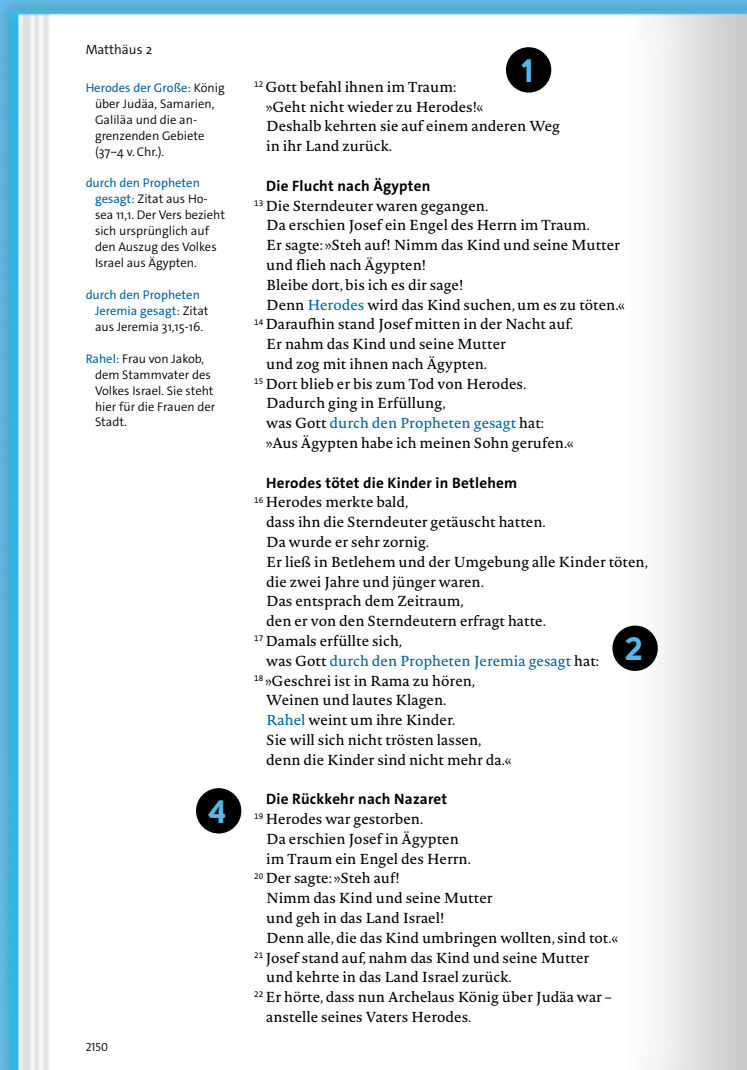 Matthäus 2
Herodes der Große: König
über Judäa, Samarien,
Galiläa und die an-
grenzenden Gebiete
(37–4 v. Chr.).
durch den Propheten
gesagt: Zitat aus Ho-
sea 11,1. Der Vers bezieht
sich ursprünglich auf
den Auszug des Volkes
Israel aus Ägypten.
durch den Propheten
Jeremia gesagt: Zitat
aus Jeremia 31,15-16.
Rahel: Frau von Jakob,
dem Stammvater des
Volkes Israel. Sie steht
hier für die Frauen der
Stadt.
1
12 Gott befahl ihnen im Traum:
»Geht nicht wieder zu Herodes!«
Deshalb kehrten sie auf einem anderen Weg
in ihr Land zurück.
Die Flucht nach Ägypten
13 Die Sterndeuter waren gegangen.
Da erschien Josef ein Engel des Herrn im Traum.
Er sagte: »Steh auf! Nimm das Kind und seine Mutter
und flieh nach Ägypten!
Bleibe dort, bis ich es dir sage!
Denn Herodes wird das Kind suchen, um es zu töten.«
14 Daraufhin stand Josef mitten in der Nacht auf.
Er nahm das Kind und seine Mutter
und zog mit ihnen nach Ägypten.
15 Dort blieb er bis zum Tod von Herodes.
Dadurch ging in Erfüllung,
was Gott durch den Propheten gesagt hat:
»Aus Ägypten habe ich meinen Sohn gerufen.«
Herodes tötet die Kinder in Betlehem
16 Herodes merkte bald,
dass ihn die Sterndeuter getäuscht hatten.
Da wurde er sehr zornig.
Er ließ in Betlehem und der Umgebung alle Kinder töten,
die zwei Jahre und jünger waren.
Das entsprach dem Zeitraum,
den er von den Sterndeutern erfragt hatte.
17 Damals erfüllte sich,
was Gott durch den Propheten Jeremia gesagt hat:
2
18 »Geschrei ist in Rama zu hören,
Weinen und lautes Klagen.
Rahel weint um ihre Kinder.
Sie will sich nicht trösten lassen,
denn die Kinder sind nicht mehr da.«
4
Die Rückkehr nach Nazaret
19 Herodes war gestorben.
Da erschien Josef in Ägypten
im Traum ein Engel des Herrn.
20 Der sagte: »Steh auf!
Nimm das Kind und seine Mutter
und geh in das Land Israel!
Denn alle, die das Kind umbringen wollten, sind tot.«
21 Josef stand auf, nahm das Kind und seine Mutter
und kehrte in das Land Israel zurück.
22 Er hörte, dass nun Archelaus König über Judäa war –
anstelle seines Vaters Herodes.
2150